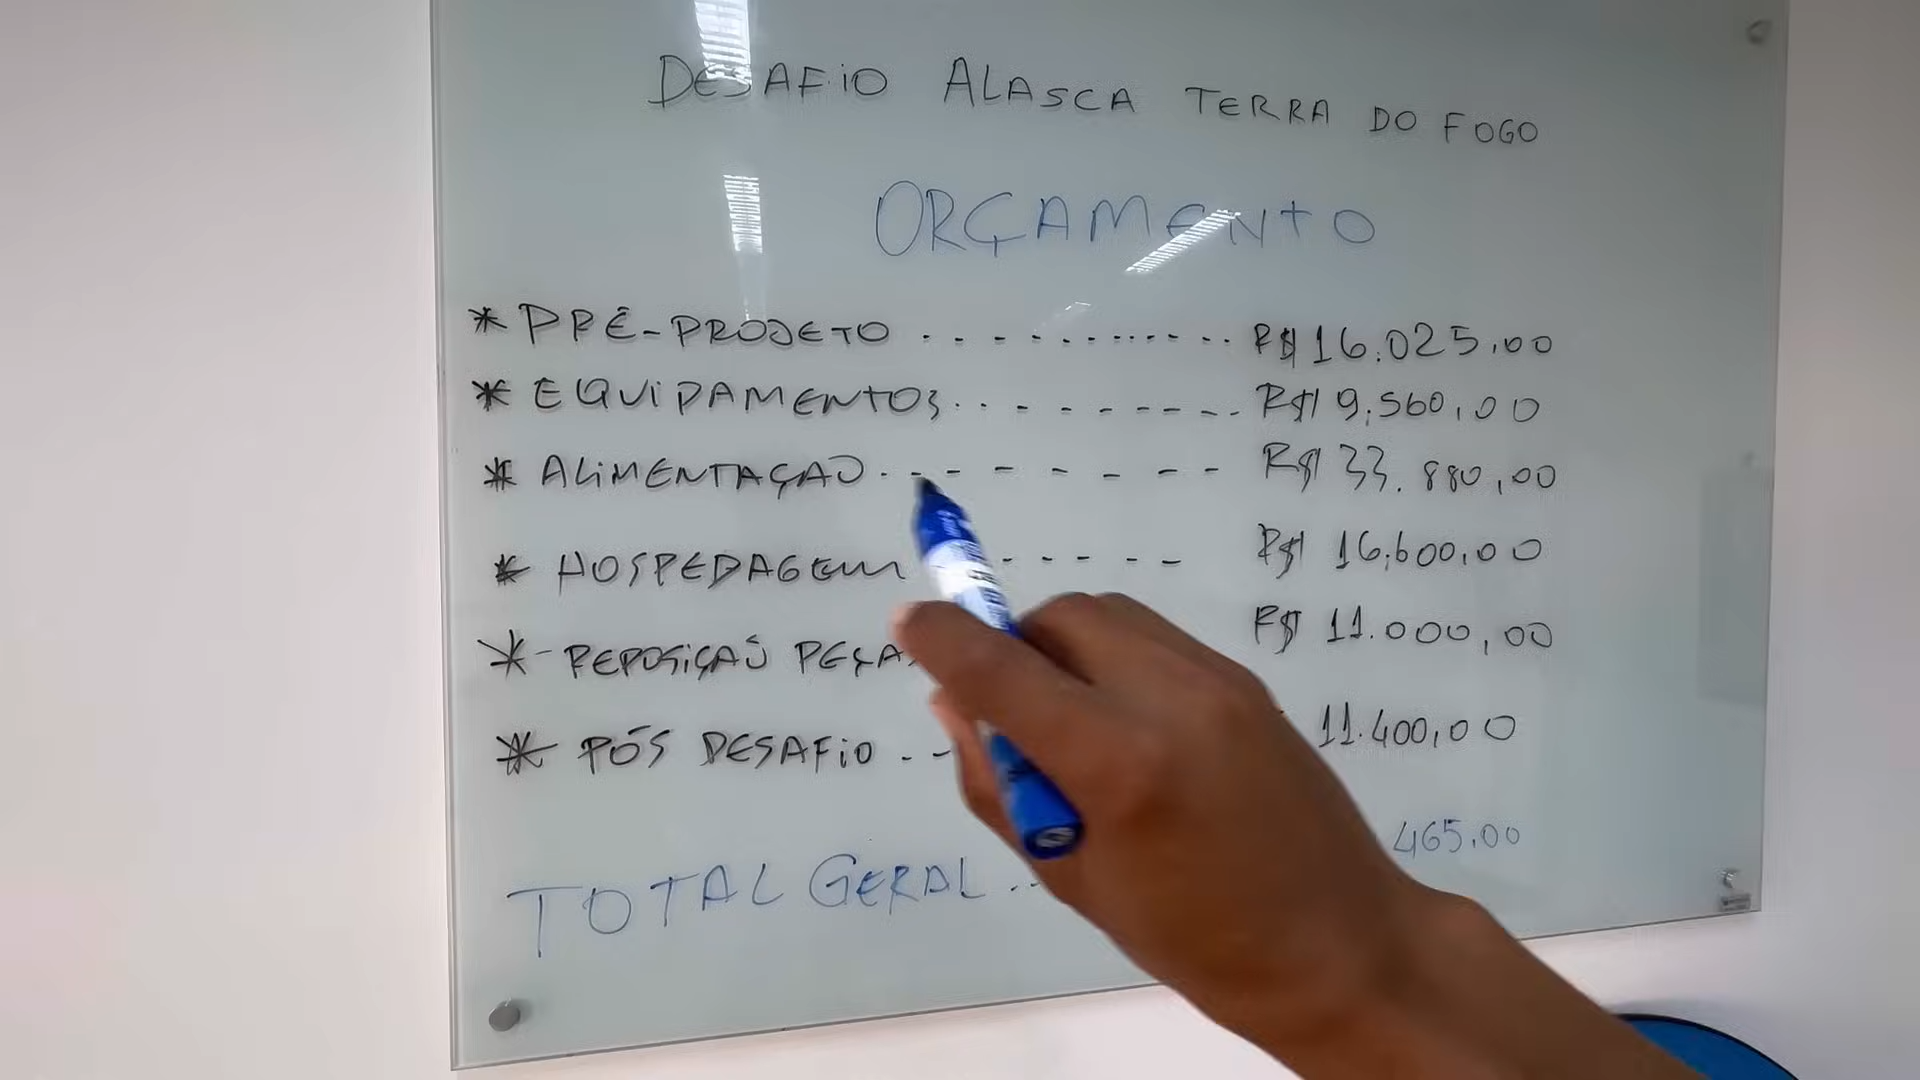 DESAFIO ALASCA TERRA DO FOGO
ORÇAMENTO
* PRÉ-PROJETO ............ R$ 16.025,00
* EQUIPAMENTOS ......... R$ 9.560,00
* ALIMENTAÇÃO ........ R$ 33.880,00
* HOSPEDAGEM ..... R$ 16.600,00
* REPOSIÇÃO PEÇAS R$ 11.000,00
* PÓS DESAFIO .. 11.400,00
TOTAL GERAL ... 465.00